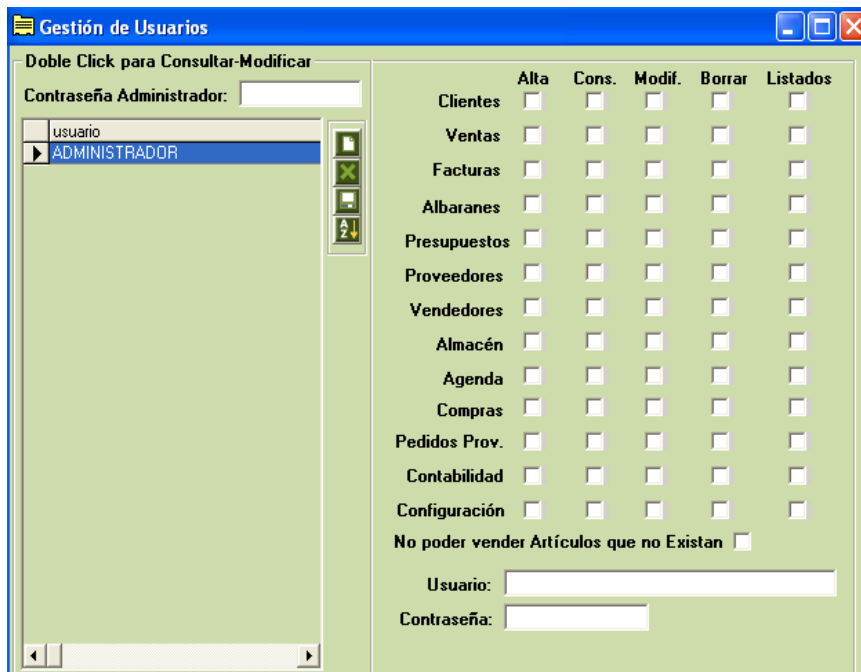 Gestión de Usuarios
Doble Click para Consultar-Modificar
Contraseña Administrador:
usuario
ADMINISTRADOR
A
Z
Alta Cons. Modif. Borrar Listados
Clientes
Ventas
Facturas
Albaranes
Presupuestos
Proveedores
Vendedores
Almacén
Agenda
Compras
Pedidos Prov.
Contabilidad
Configuración
No poder vender Artículos que no Existan
Usuario:
Contraseña: